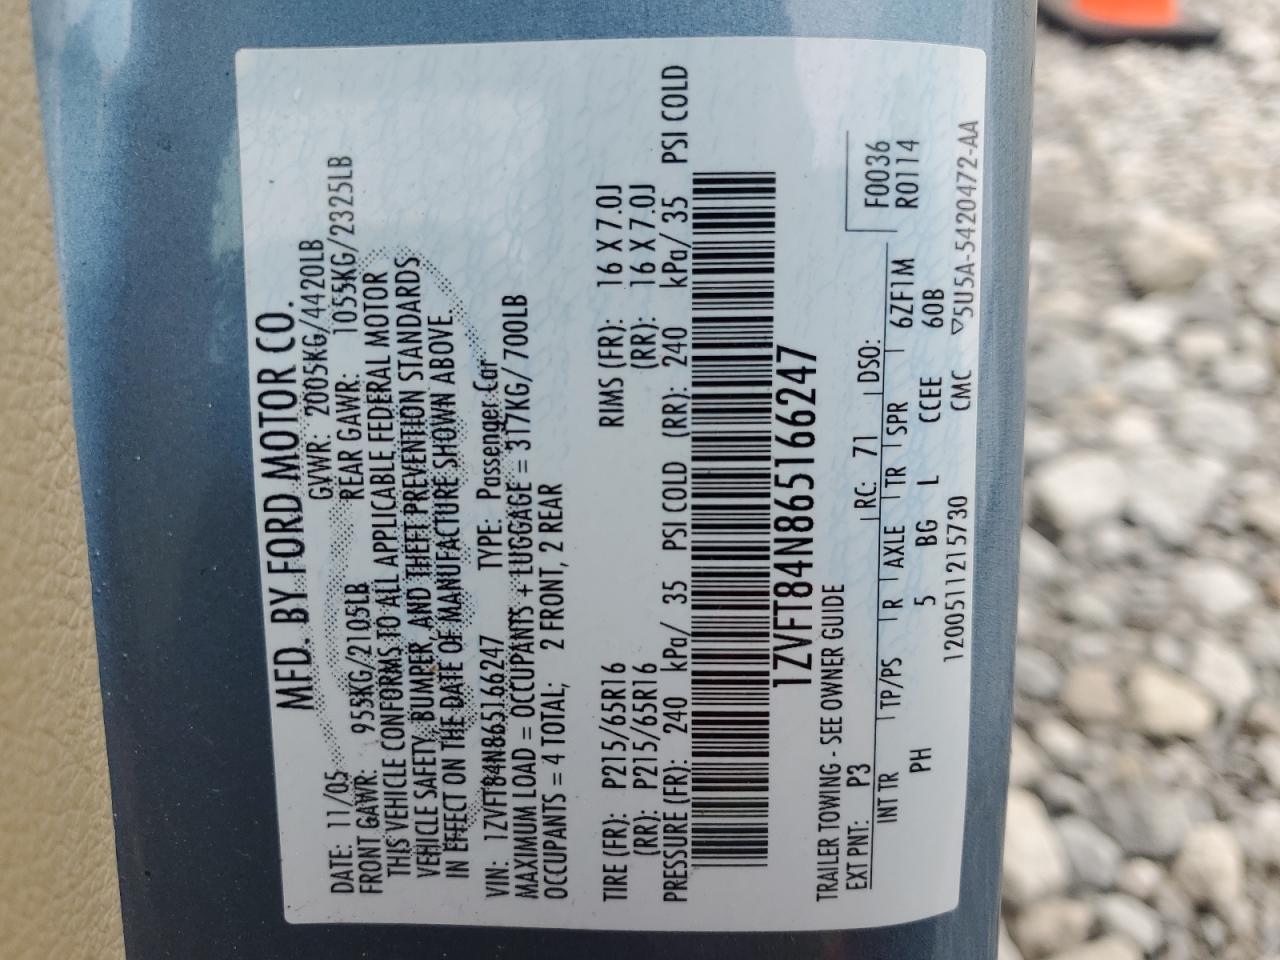 MFD. BY FORD MOTOR CO.
DATE: 11/05 GVWR: 2005KG/4420LB
FRONT GAWR: 955KG/2105LB REAR GAWR: 1055KG/2325LB
THIS VEHICLE CONFORMS TO ALL APPLICABLE FEDERAL MOTOR
VEHICLE SAFETY, BUMPER, AND THEFT PREVENTION STANDARDS
IN EFFECT ON THE DATE OF MANUFACTURE SHOWN ABOVE.
VIN: 1ZVFT84N865166247 TYPE: Passenger Car
MAXIMUM LOAD = OCCUPANTS + LUGGAGE = 317KG/700LB
OCCUPANTS = 4 TOTAL; 2 FRONT, 2 REAR
TIRE (FR): P215/65R16 RIMS (FR): 16 X 7.0J
(RR): P215/65R16 (RR): 16 X 7.0J
PRESSURE (FR): 240 kPa/ 35 PSI COLD (RR): 240 kPa/ 35 PSI COLD
1ZVFT84N865166247
TRAILER TOWING - SEE OWNER GUIDE
EXT PNT: P3 RC: 71 DSO: F0036
R0114
INT TR TP/PS R AXLE TR SPR 6ZF1M
PH 5 BG L CCEE 60B
12005112215730 CMC ▽5U5A-5420472-AA